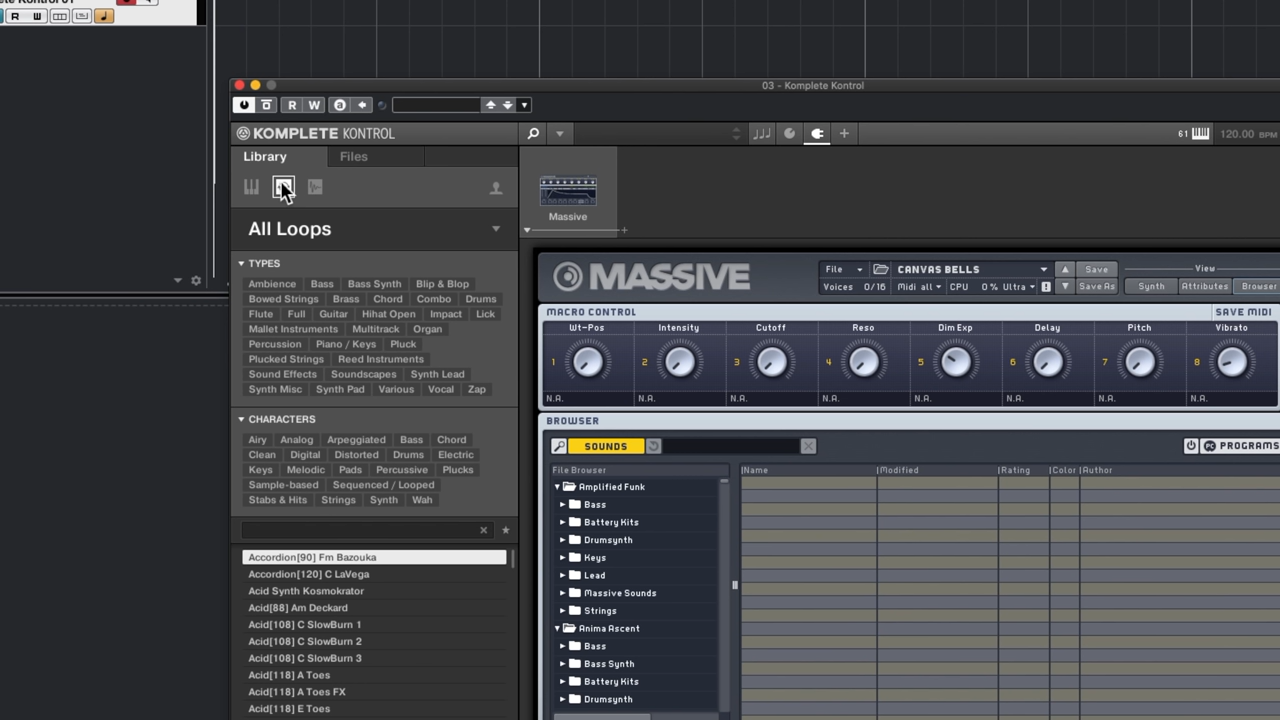 R W
03 - Komplete Kontrol
R W
KOMPLETE KONTROL
61 120.00 BPM
Library Files
Massive
All Loops
TYPES
Ambience Bass Bass Synth Blip & Blop
Bowed Strings Brass Chord Combo Drums
Flute Full Guitar Hihat Open Impact Lick
Mallet Instruments Multitrack Organ
Percussion Piano / Keys Pluck
Plucked Strings Reed Instruments
Sound Effects Soundscapes Synth Lead
Synth Misc Synth Pad Various Vocal Zap
CHARACTERS
Airy Analog Arpeggiated Bass Chord
Clean Digital Distorted Drums Electric
Keys Melodic Pads Percussive Plucks
Sample-based Sequenced / Looped
Stabs & Hits Strings Synth Wah
Accordion[90] Fm Bazouka
Accordion[120] C LaVega
Acid Synth Kosmokrator
Acid[88] Am Deckard
Acid[108] C SlowBurn 1
Acid[108] C SlowBurn 2
Acid[108] C SlowBurn 3
Acid[118] A Toes
Acid[118] A Toes FX
Acid[118] E Toes
MASSIVE
File CANVAS BELLS Save View
Voices 0/16 Midi all CPU 0% Ultra ! Save As Synth Attributes Browser
MACRO CONTROL SAVE MIDI
Wt-Pos Intensity Cutoff Reso Dim Exp Delay Pitch Vibrato
1 2 3 4 5 6 7 8
N.A. N.A. N.A. N.A. N.A. N.A. N.A. N.A.
BROWSER
SOUNDS PROGRAMS
File Browser Name Modified Rating Color Author
Amplified Funk
Bass
Battery Kits
Drumsynth
Keys
Lead
Massive Sounds
Strings
Anima Ascent
Bass
Bass Synth
Battery Kits
Drumsynth